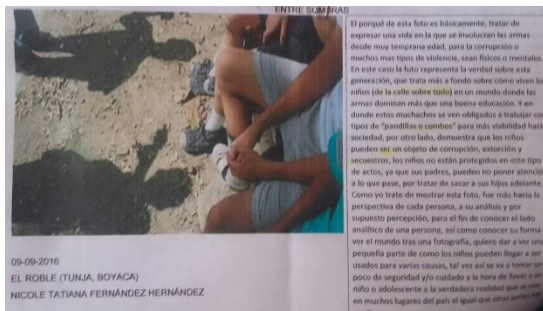 ENTRE SOMBRAS
El porqué de esta foto es básicamente, tratar de
expresar una vida en la que se involucran las armas
desde muy temprana edad, para la corrupción o
muchos mas tipos de violencia, sean físicos o mentales.
En este caso la foto representa la verdad sobre esta
generación, que trata más a fondo sobre cómo viven lo
niños (de la calle sobre todo) en un mundo donde las
armas dominan más que una buena educación. Y en
donde estos muchachos se ven obligados a trabajar con
tipos de "pandillas o combos" para más viabilidad haci
sociedad, por otro lado, demuestra que los niños
pueden ser un objeto de corrupción, extorción y
secuestros, los niños no están protegidos en este tipo
de actos, ya que sus padres, pueden no poner atenció
a lo que pase, por tratar de sacar a sus hijos adelante.
Como yo trate de mostrar esta foto, fue más hacia la
perspectiva de cada persona, a su análisis y por
supuesto percepción, para el fin de conocer el lado
analítico de una persona, así como conocer su forma
ver el mundo tras una fotografía, quiero dar a ver una
pequeña parte de como los niños pueden llegar a ser
usados para varias causas, tal vez así se va a tomar un
poco de seguridad y/o cuidado a la hora de llevar a un
niño o adolescente a la verdadera realidad que se vive
en muchos lugares del país al igual que otros
09-09-2016
EL ROBLE (TUNJA, BOYACA)
NICOLE TATIANA FERNÁNDEZ HERNÁNDEZ